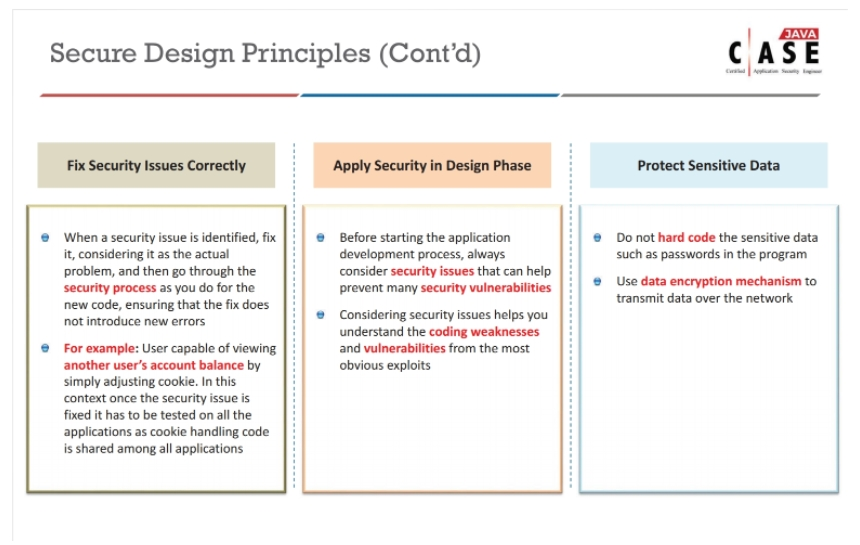 Secure Design Principles (Cont'd)
JAVA
CASE
Certified Application Security Engineer
Fix Security Issues Correctly
When a security issue is identified, fix
it, considering it as the actual
problem, and then go through the
security process as you do for the
new code, ensuring that the fix does
not introduce new errors
For example: User capable of viewing
another user's account balance by
simply adjusting cookie. In this
context once the security issue is
fixed it has to be tested on all the
applications as cookie handling code
is shared among all applications
Apply Security in Design Phase
Before starting the application
development process, always
consider security issues that can help
prevent many security vulnerabilities
Considering security issues helps you
understand the coding weaknesses
and vulnerabilities from the most
obvious exploits
Protect Sensitive Data
Do not hard code the sensitive data
such as passwords in the program
Use data encryption mechanism to
transmit data over the network